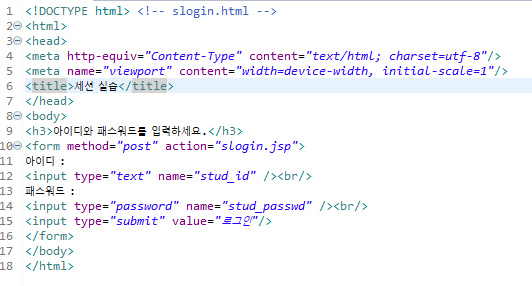 1 <!DOCTYPE html> <!-- slogin.html -->
2 <html>
3 <head>
4 <meta http-equiv="Content-Type" content="text/html; charset=utf-8"/>
5 <meta name="viewport" content="width=device-width, initial-scale=1"/>
6 <title>세션 실습</title>
7 </head>
8 <body>
9 <h3>아이디와 패스워드를 입력하세요.</h3>
10 <form method="post" action="slogin.jsp">
11 아이디 :
12 <input type="text" name="stud_id" /><br/>
13 패스워드 :
14 <input type="password" name="stud_passwd" /><br/>
15 <input type="submit" value="로그인"/>
16 </form>
17 </body>
18 </html>